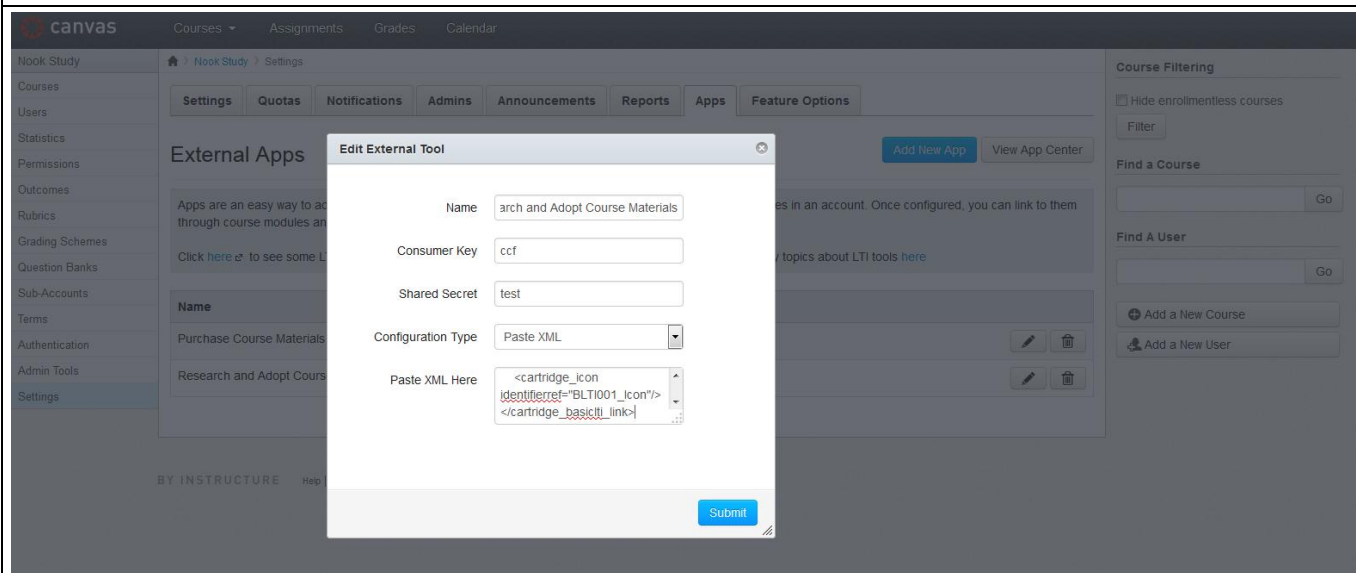 canvas
Courses
Assignments
Grades
Calendar
Nook Study
Courses
Users
Statistics
Permissions
Outcomes
Rubrics
Grading Schemes
Question Banks
Sub-Accounts
Terms
Authentication
Admin Tools
Settings
> Nook Study > Settings
Settings
Quotas
Notifications
Admins
Announcements
Reports
Apps
Feature Options
External Apps
Add New App
View App Center
Apps are an easy way to
es in an account. Once configured, you can link to them
through course modules
Click here to see some
topics about LTI tools here
Name
Purchase Course Materials
Research and Adopt Cours
BY INSTRUCTURE
Help |
Edit External Tool
Name
arch and Adopt Course Materials
Consumer Key
ccf
Shared Secret
test
Configuration Type
Paste XML
Paste XML Here
<cartridge_icon
identifierref="BLTI001_Icon"/>
</cartridge_basiclti_link>
Submit
Course Filtering
Hide enrollmentless courses
Filter
Find a Course
Go
Find A User
Go
Add a New Course
Add a New User